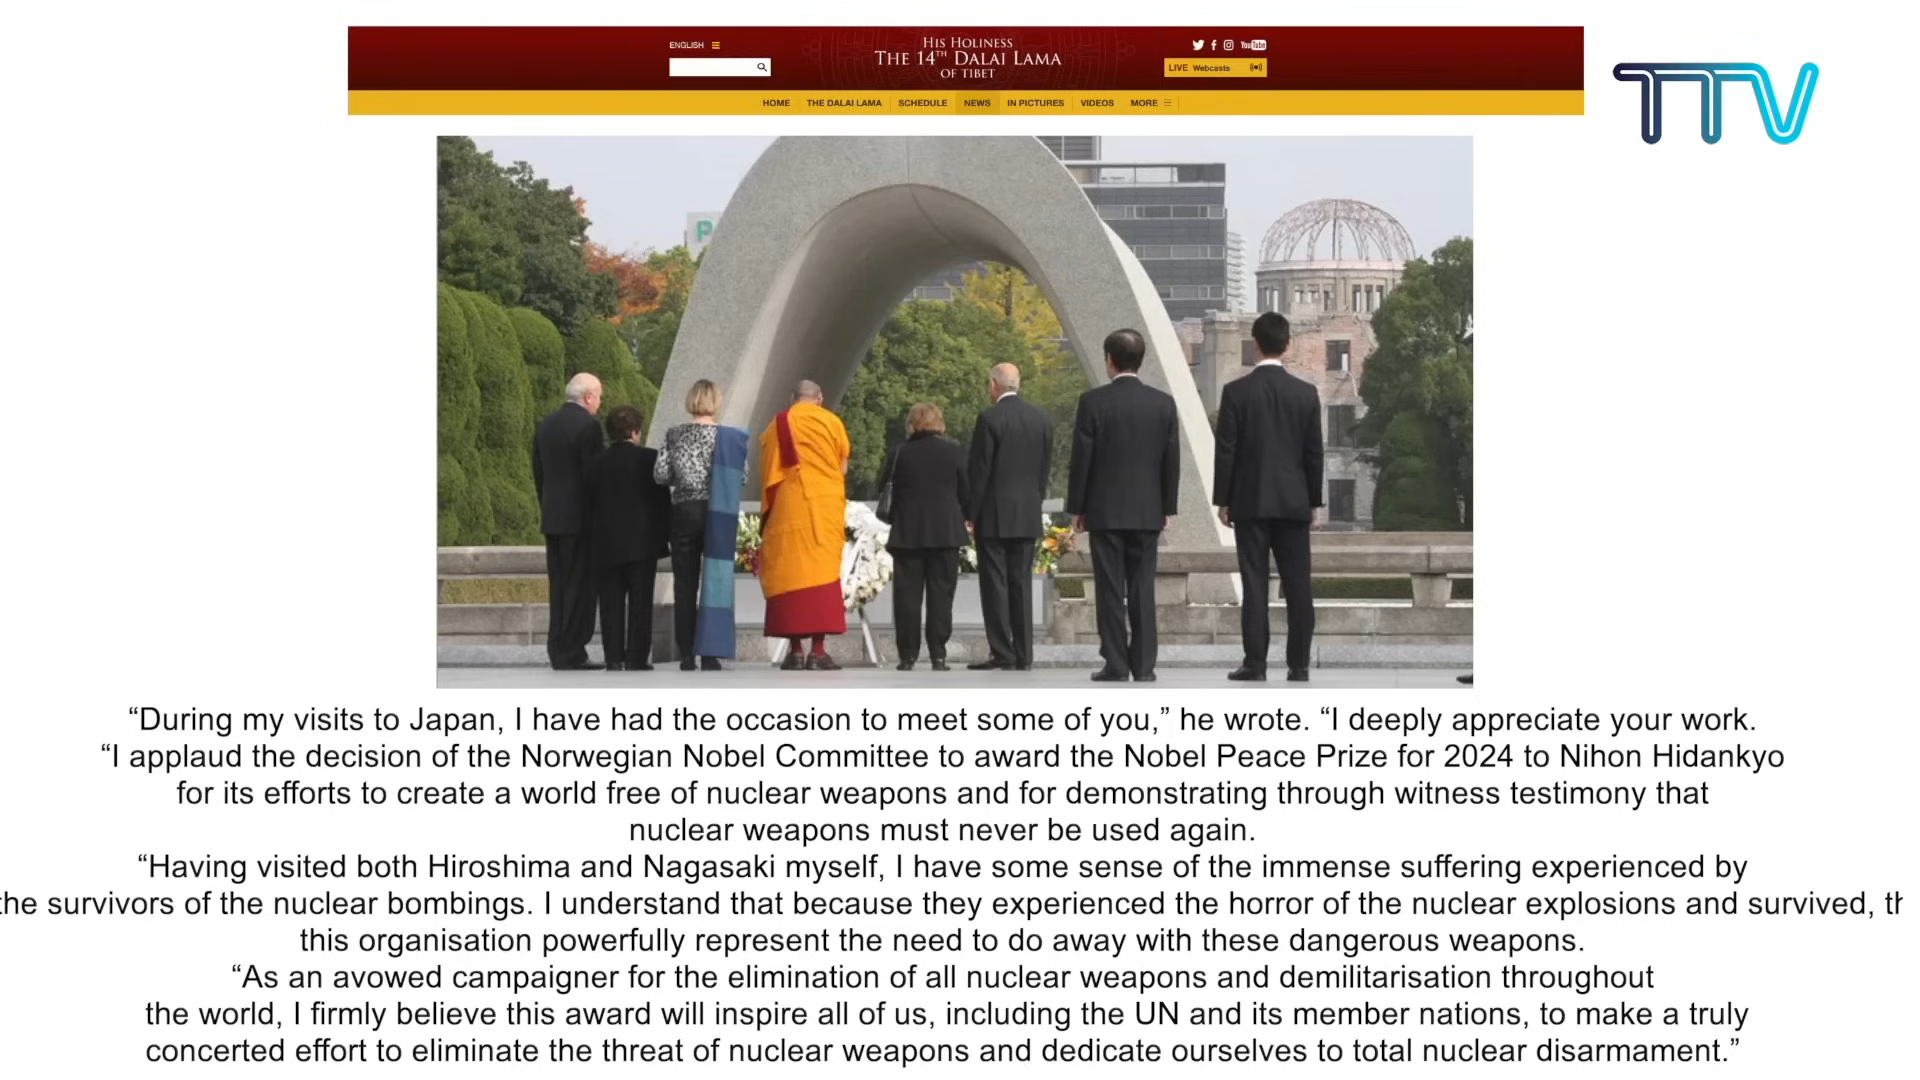 ENGLISH
HIS HOLINESS
THE 14TH DALAI LAMA
OF TIBET
YouTube
LIVE Webcasts
HOME THE DALAI LAMA SCHEDULE NEWS IN PICTURES VIDEOS MORE
TTV
P
“During my visits to Japan, I have had the occasion to meet some of you,” he wrote. “I deeply appreciate your work.
“I applaud the decision of the Norwegian Nobel Committee to award the Nobel Peace Prize for 2024 to Nihon Hidankyo
for its efforts to create a world free of nuclear weapons and for demonstrating through witness testimony that
nuclear weapons must never be used again.
“Having visited both Hiroshima and Nagasaki myself, I have some sense of the immense suffering experienced by
the survivors of the nuclear bombings. I understand that because they experienced the horror of the nuclear explosions and survived,
this organisation powerfully represent the need to do away with these dangerous weapons.
“As an avowed campaigner for the elimination of all nuclear weapons and demilitarisation throughout
the world, I firmly believe this award will inspire all of us, including the UN and its member nations, to make a truly
concerted effort to eliminate the threat of nuclear weapons and dedicate ourselves to total nuclear disarmament.”